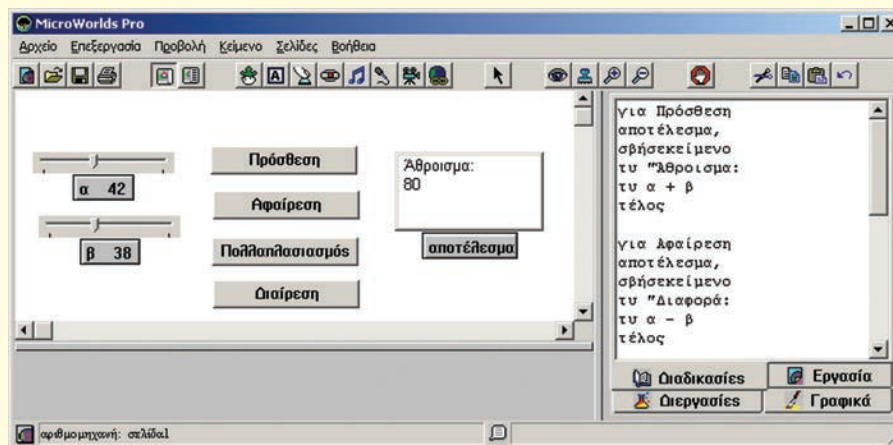 MicroWorlds Pro
Αρχείο Επεξεργασία Προβολή Κείμενο Σελίδες Βοήθεια
α 42
β 38
Πρόσθεση
Αφαίρεση
Πολλαπλασιασμός
Διαίρεση
Άθροισμα:
80
αποτέλεσμα
για Πρόσθεση
αποτέλεσμα,
σβήσεκείμενο
τυ "Άθροισμα:
τυ α + β
τέλος
για Αφαίρεση
αποτέλεσμα,
σβήσεκείμενο
τυ "Διαφορά:
τυ α - β
τέλος
Διαδικασίες
Εργασία
Διεργασίες
Γραφικά
αριθμομηχανή: σελίδα1